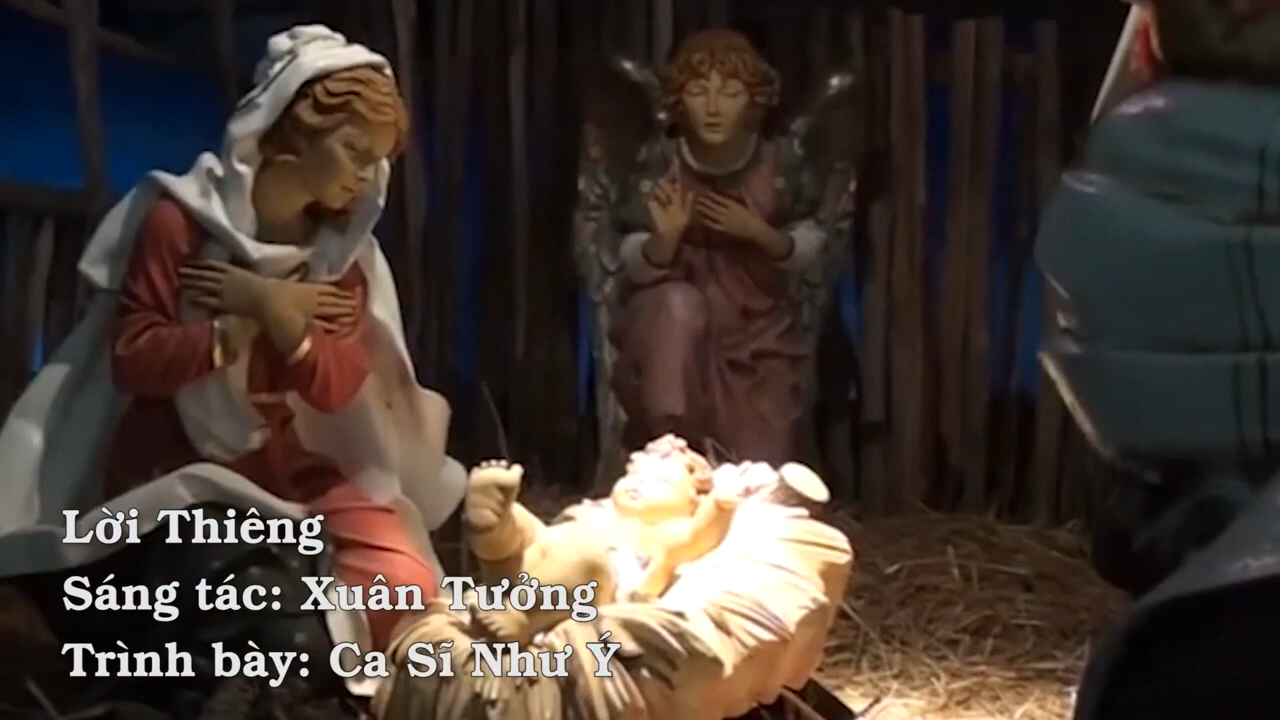 Lời Thiêng
Sáng tác: Xuân Tưởng
Trình bày: Ca Sĩ Như Ý